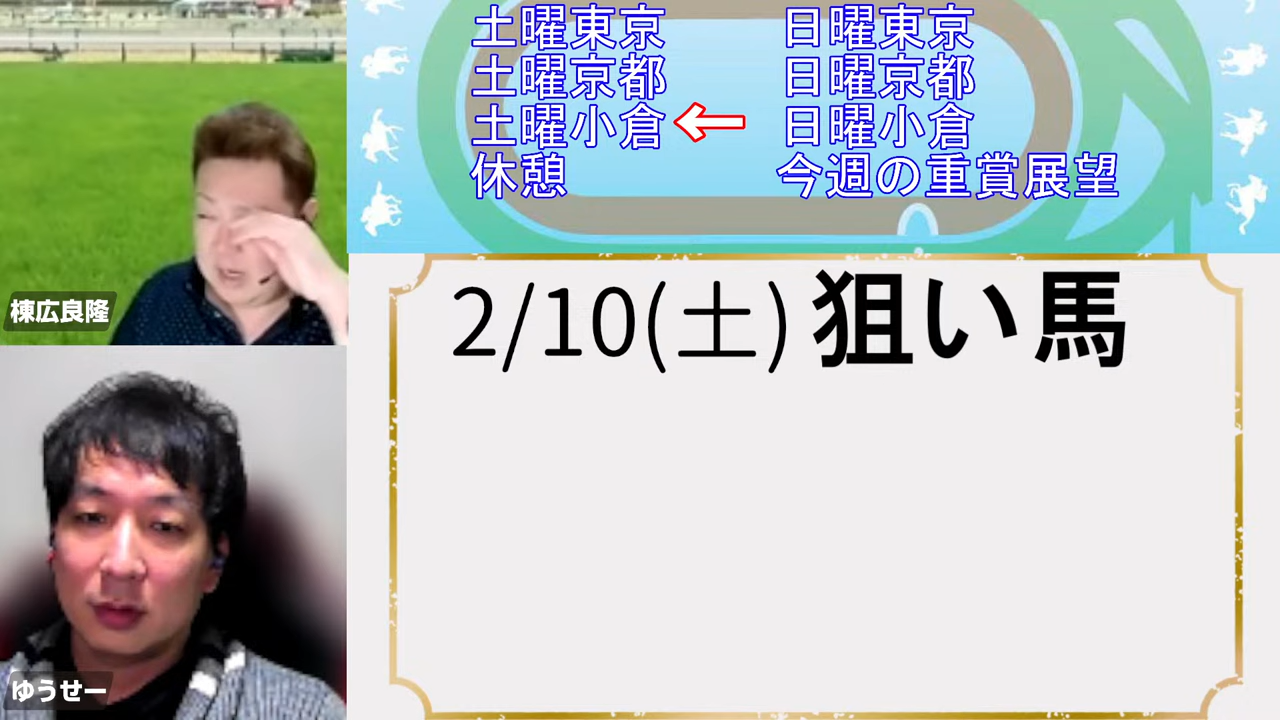 土曜東京 日曜東京
土曜京都 日曜京都
土曜小倉 日曜小倉
休憩 今週の重賞展望
2/10(土)狙い馬
棟広良隆
ゆうせー